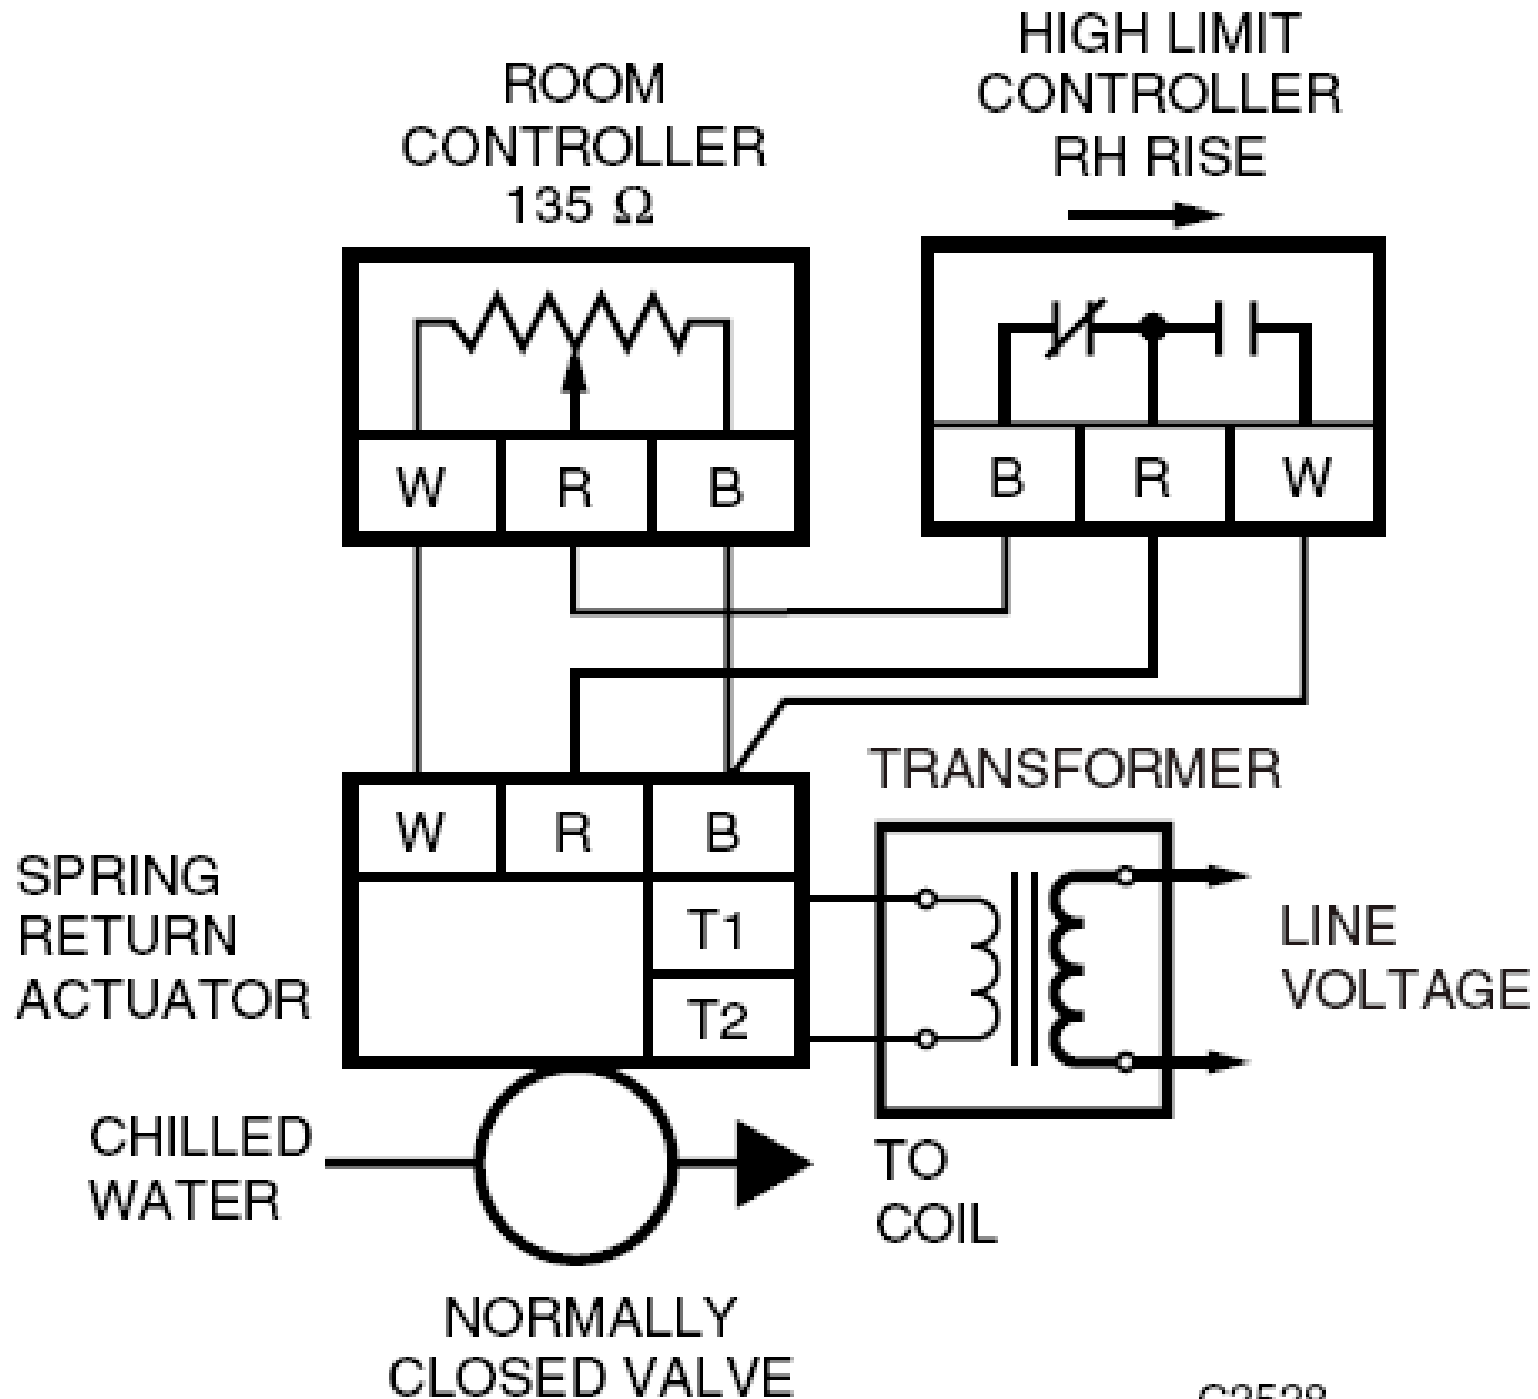 ROOM
CONTROLLER
135 Ω
HIGH LIMIT
CONTROLLER
RH RISE
W R B
B R W
TRANSFORMER
W R B
T1
T2
SPRING
RETURN
ACTUATOR
LINE
VOLTAGE
CHILLED
WATER
TO
COIL
NORMALLY
CLOSED VALVE